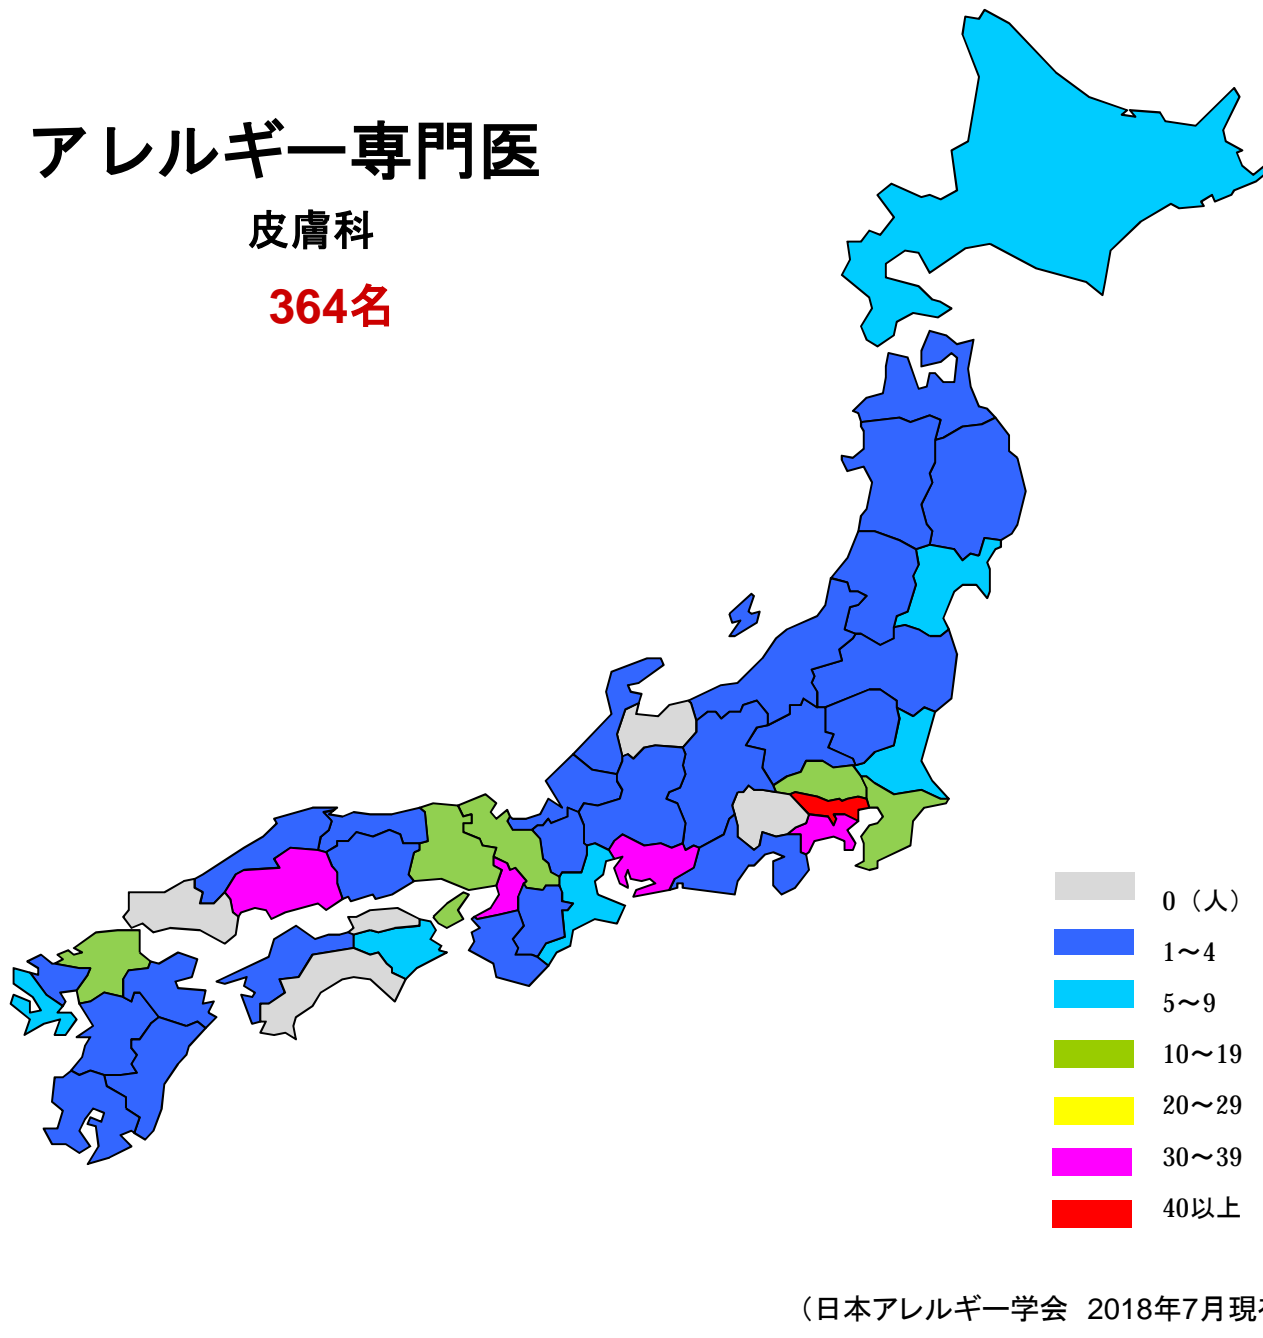 アレルギー専門医
皮膚科
364名
0（人）
1～4
5～9
10～19
20～29
30～39
40以上
（日本アレルギー学会 2018年7月現